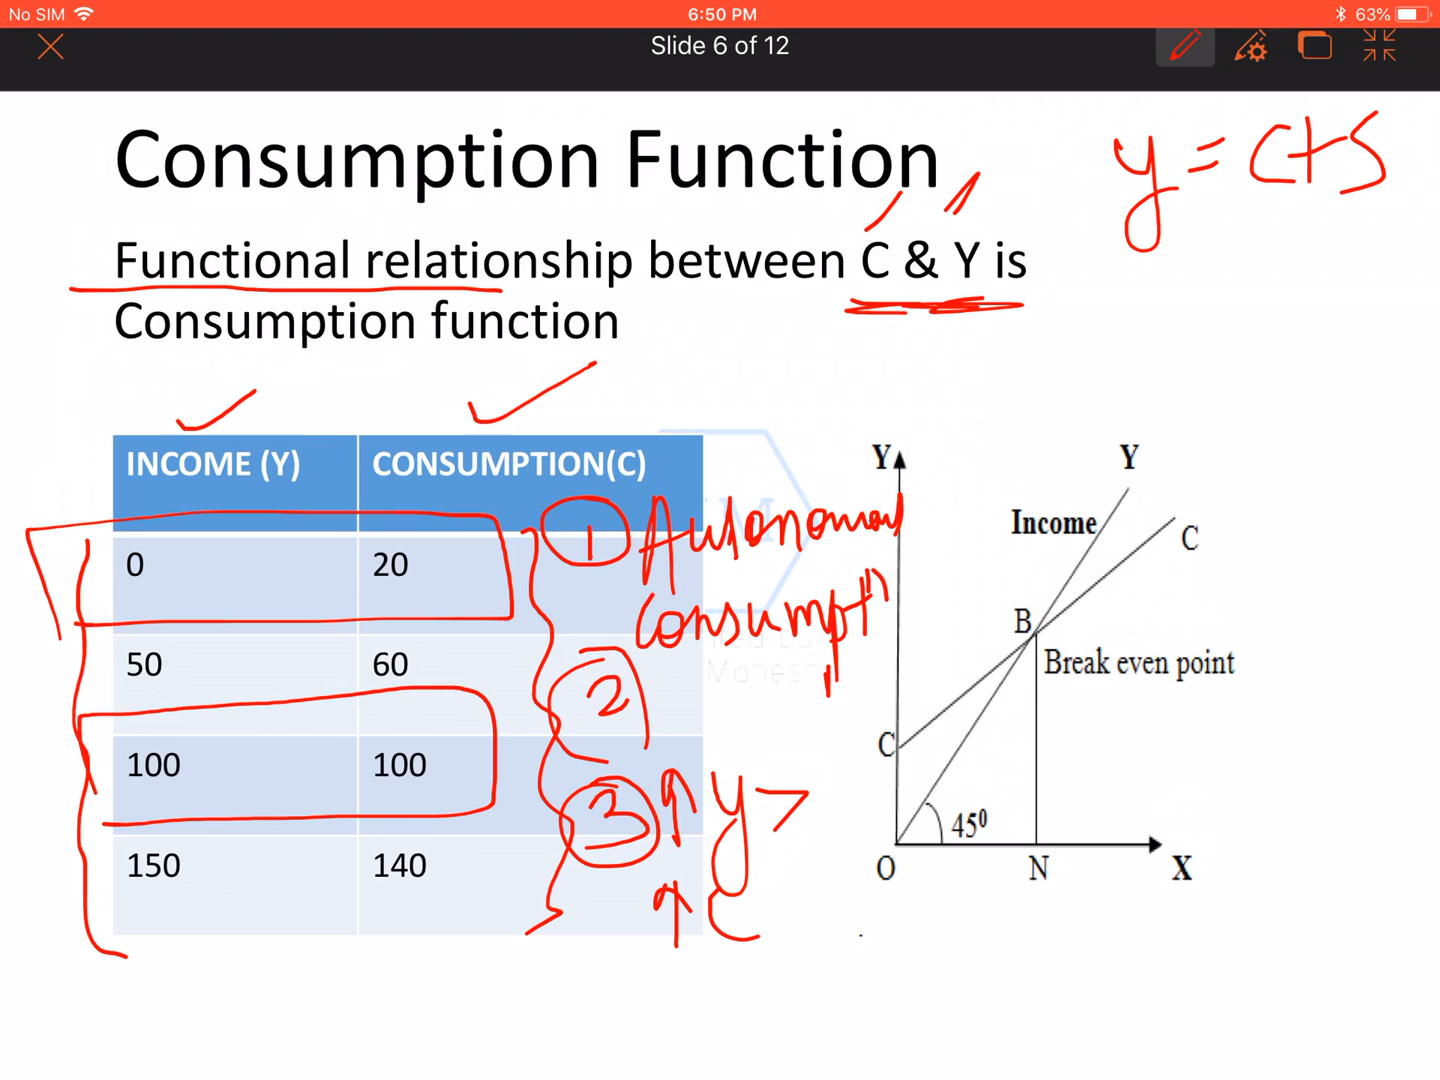 No SIM 6:50 PM 63%
Slide 6 of 12
Consumption Function
y = C+S
Functional relationship between C & Y is
Consumption function
INCOME (Y) CONSUMPTION(C)
0 20
50 60
100 100
150 140
1 Autonomous
Consumptn
2
3 ↑ y >
↑ C
Y
Y
Income
C
B
Break even point
C
45⁰
O N X